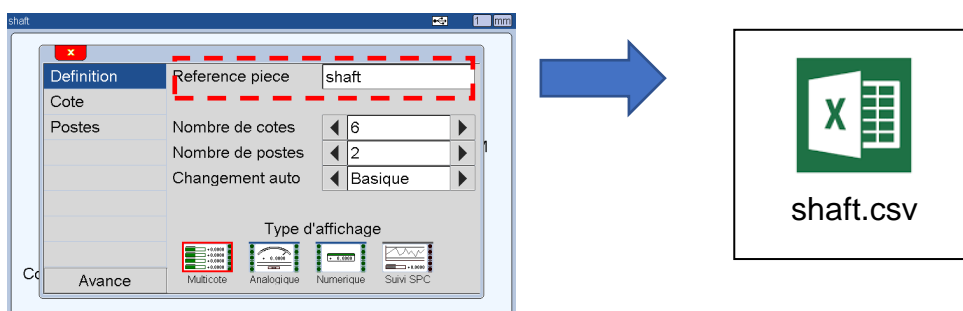 shaft
1 mm
x
Definition
Reference piece shaft
Cote
Postes
Nombre de cotes 6
Nombre de postes 2
Changement auto Basique
Type d'affichage
Multicote Analogique Numerique Suivi SPC
Avance
X
shaft.csv